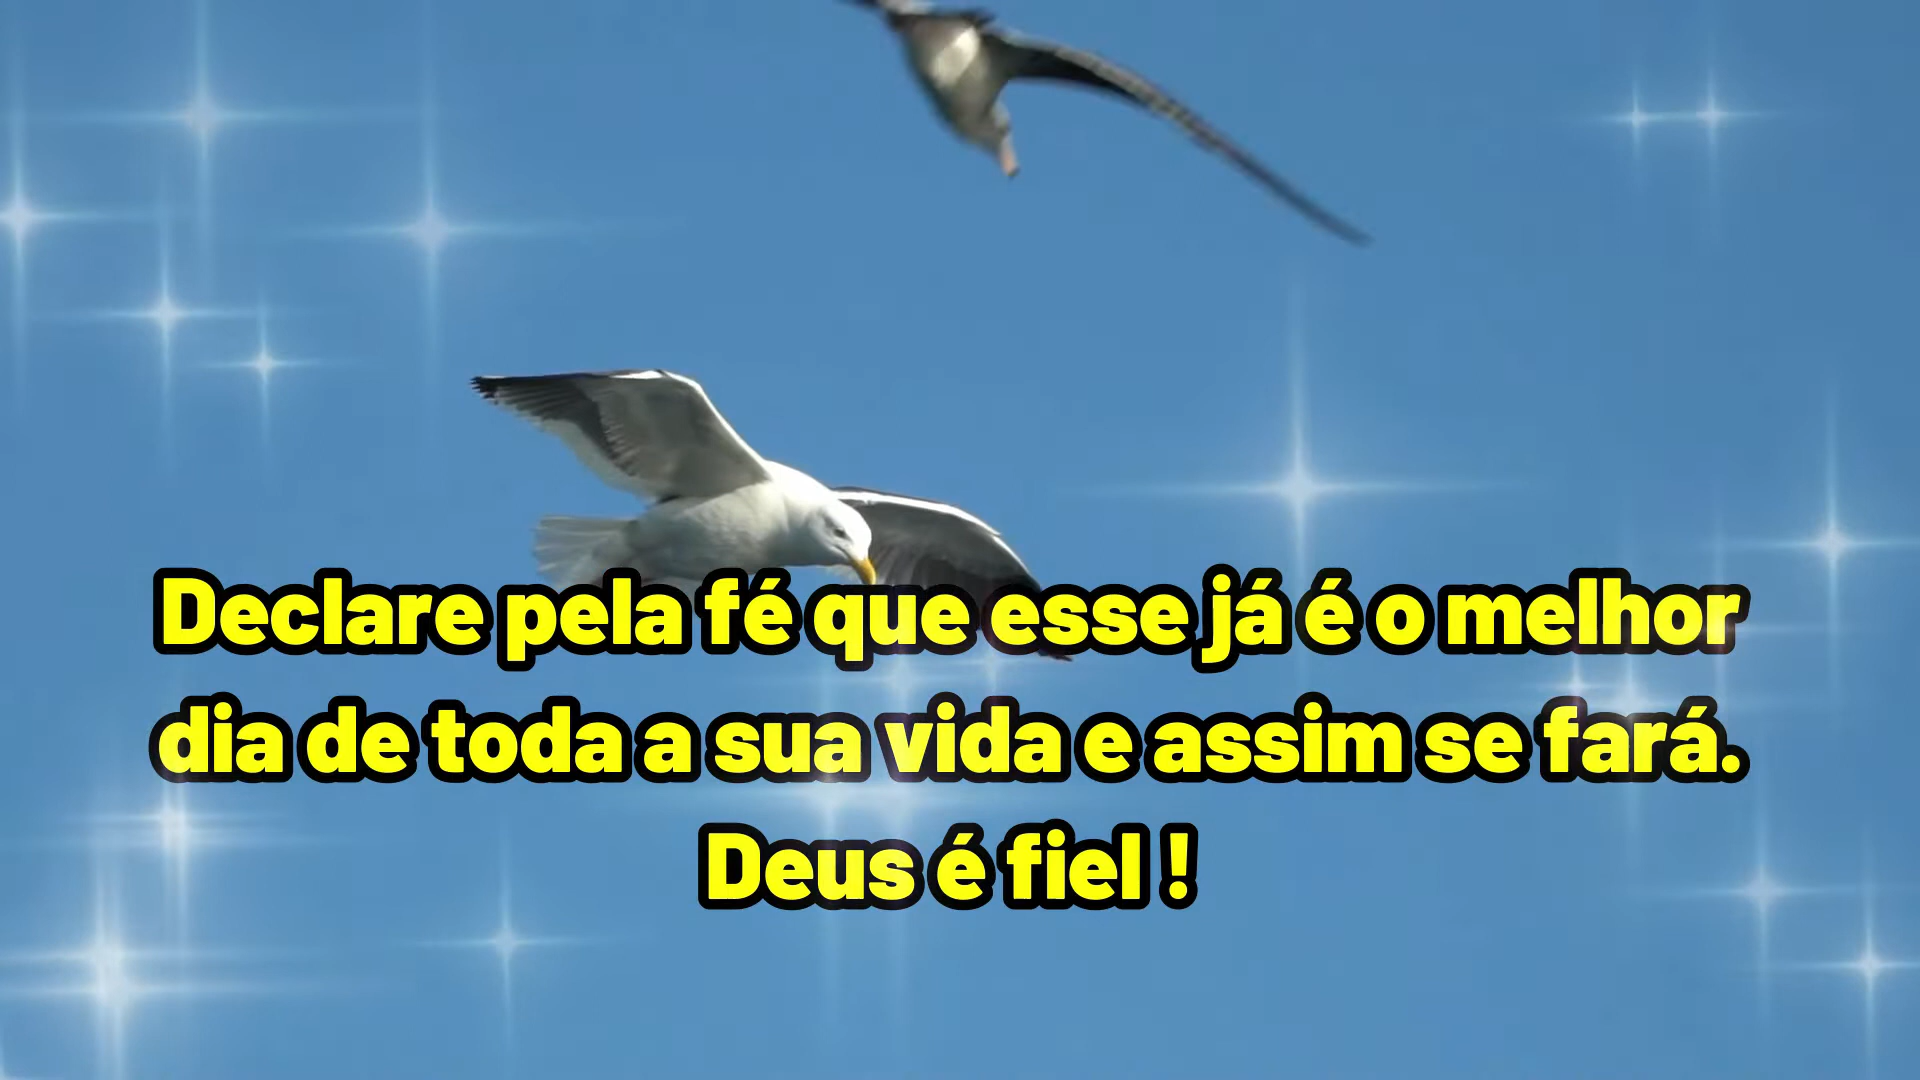 Declare pela fé que esse já é o melhor
dia de toda a sua vida e assim se fará.
Deus é fiel !